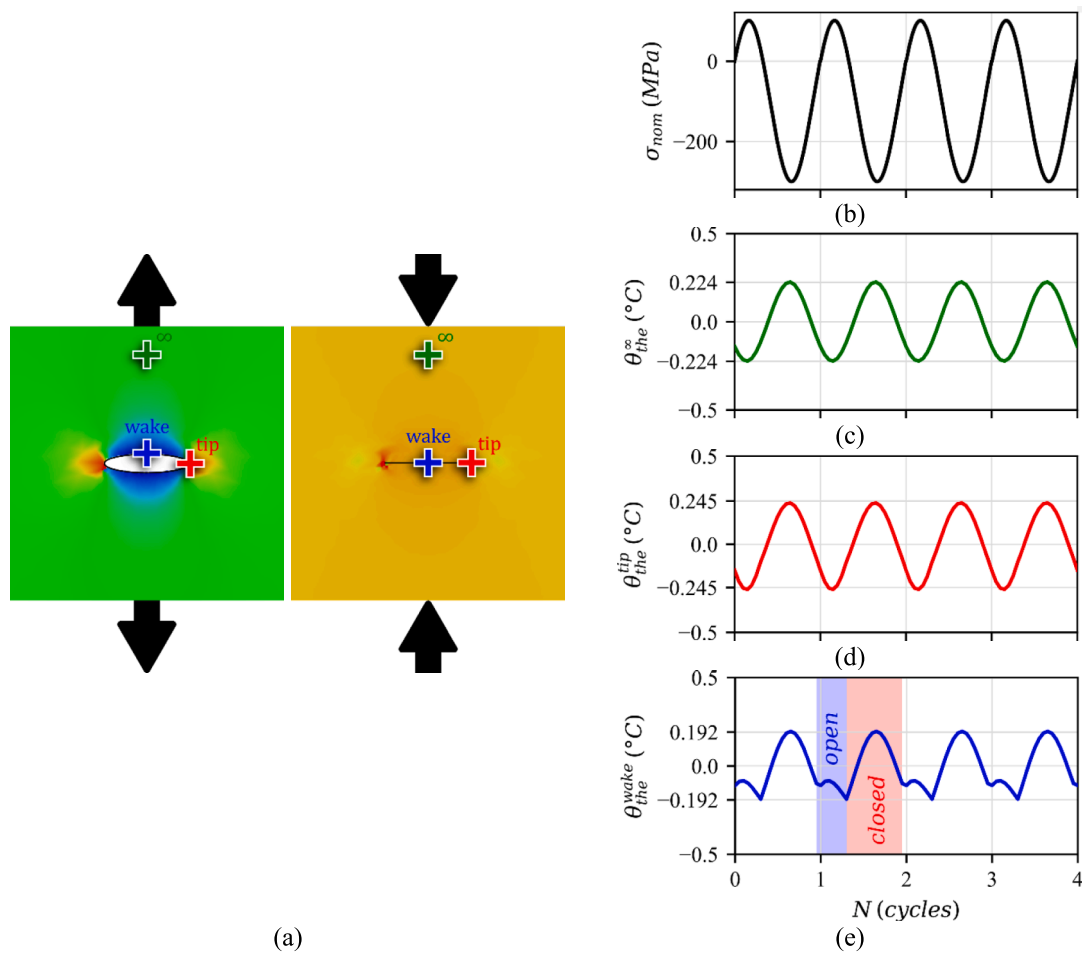 ∞
wake
tip
∞
wake
tip
(a)
σnom (MPa)
0
−200
(b)
θ∞the (°C)
0.5
0.224
0.0
−0.224
−0.5
(c)
θtipthe (°C)
0.5
0.245
0.0
−0.245
−0.5
(d)
θwakethe (°C)
0.5
0.192
0.0
−0.192
−0.5
open
closed
0 1 2 3 4
N (cycles)
(e)